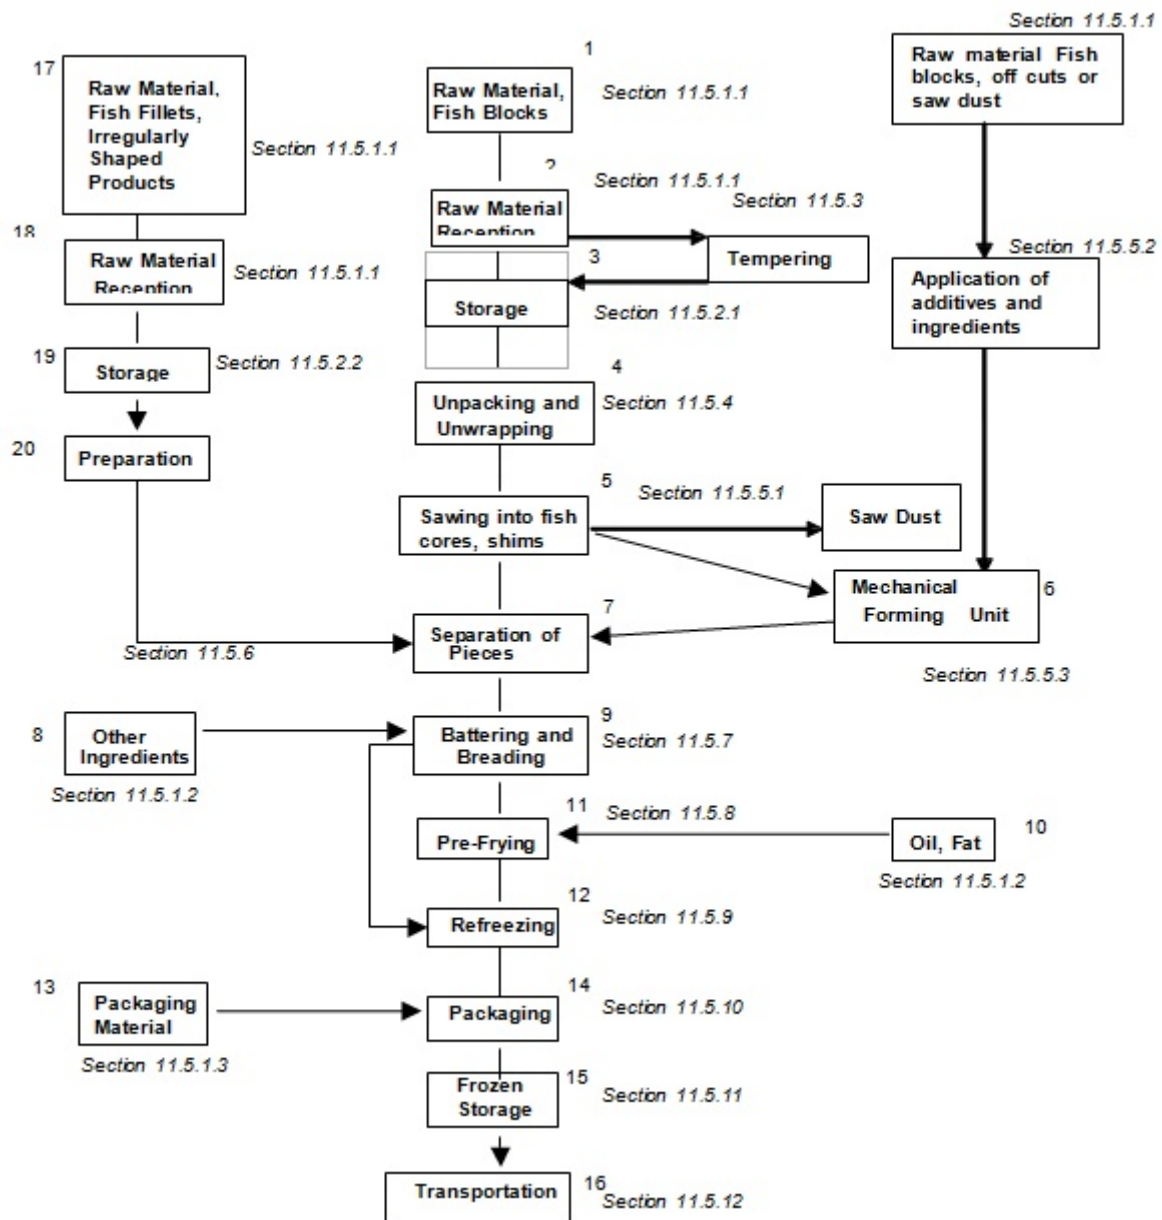 Section 11.5.1.1
17
Raw Material,
Fish Fillets,
Irregularly
Shaped
Products
Section 11.5.1.1
1
Raw Material,
Fish Blocks
Section 11.5.1.1
Raw material Fish
blocks, off cuts or
saw dust
2
Section 11.5.1.1
Section 11.5.3
Raw Material
Reception
18
Raw Material
Reception
Section 11.5.1.1
3
Tempering
Section 11.5.5.2
Application of
additives and
ingredients
Storage
Section 11.5.2.1
19
Storage
Section 11.5.2.2
4
Unpacking and
Unwrapping
Section 11.5.4
20
Preparation
5
Section 11.5.5.1
Sawing into fish
cores, shims
Saw Dust
Mechanical
Forming Unit
6
7
Separation of
Pieces
Section 11.5.6
Section 11.5.5.3
8
Other
Ingredients
Section 11.5.1.2
9
Battering and
Breading
Section 11.5.7
11
Section 11.5.8
Pre-Frying
10
Oil, Fat
Section 11.5.1.2
12
Refreezing
Section 11.5.9
13
Packaging
Material
Section 11.5.1.3
14
Packaging
Section 11.5.10
15
Frozen
Storage
Section 11.5.11
16
Transportation
Section 11.5.12